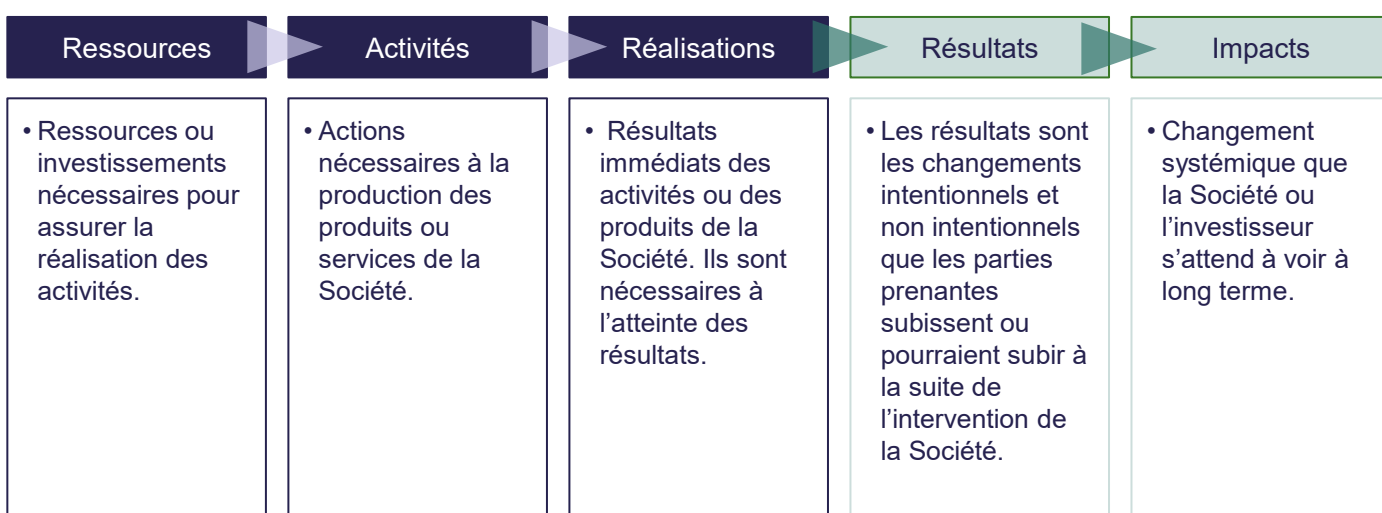 Ressources
Activités
Réalisations
Résultats
Impacts
• Ressources ou
investissements
nécessaires pour
assurer la
réalisation des
activités.
• Actions
nécessaires à la
production des
produits ou
services de la
Société.
• Résultats
immédiats des
activités ou des
produits de la
Société. Ils sont
nécessaires à
l’atteinte des
résultats.
• Les résultats sont
les changements
intentionnels et
non intentionnels
que les parties
prenantes
subissent ou
pourraient subir à
la suite de
l’intervention de
la Société.
• Changement
systémique que
la Société ou
l’investisseur
s’attend à voir à
long terme.